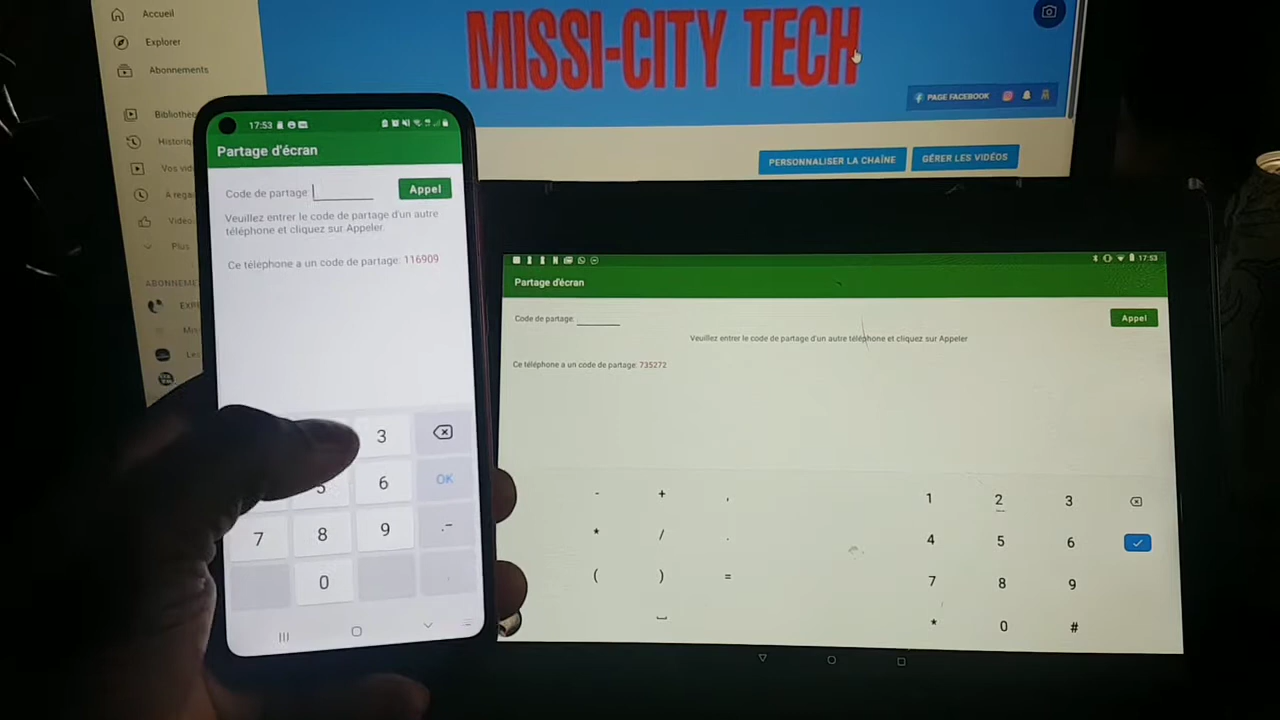 Accueil
Explorer
Abonnements
Plus
MISSI-CITY TECH
PAGE FACEBOOK
PERSONNALISER LA CHAÎNE
GÉRER LES VIDÉOS
17:53
Partage d'écran
Code de partage:
Appel
Veuillez entrer le code de partage d'un autre
téléphone et cliquez sur Appeler.
Ce téléphone a un code de partage: 116909
3
6
OK
7 8 9 .-
0
17:53
Partage d'écran
Code de partage:
Appel
Veuillez entrer le code de partage d'un autre téléphone et cliquez sur Appeler
Ce téléphone a un code de partage: 735272
- + , 1 2 3
* / . 4 5 6
( ) = 7 8 9
* 0 #